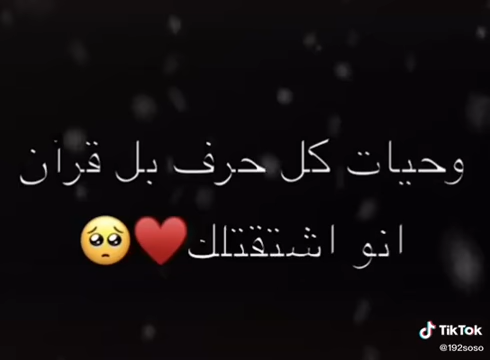 وحيات كل حرف بل قرآن
انو اشتقتلك❤️🥺
TikTok
@192soso